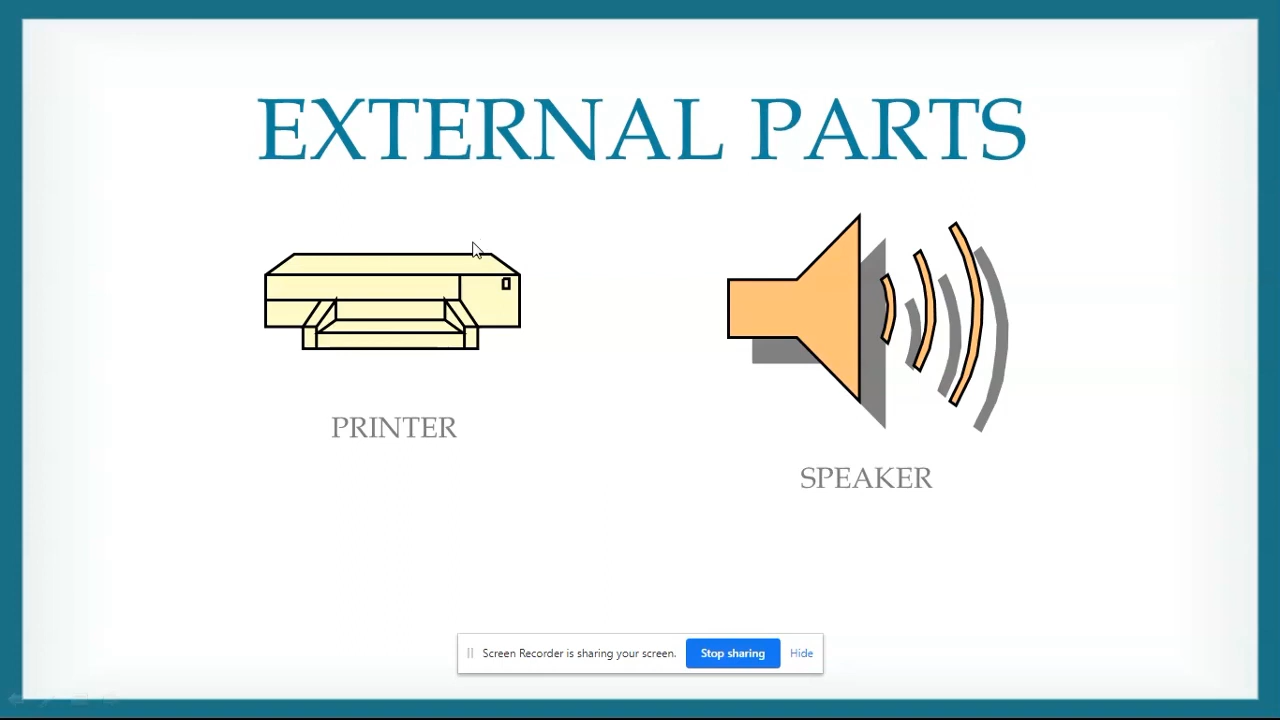 EXTERNAL PARTS
PRINTER
SPEAKER
Screen Recorder is sharing your screen.
Stop sharing
Hide